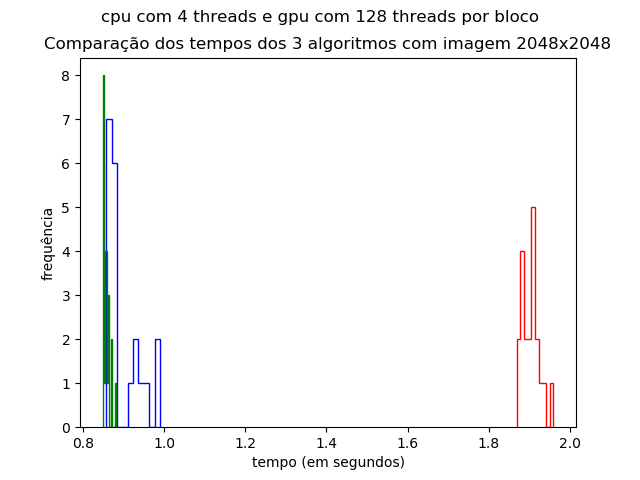 cpu com 4 threads e gpu com 128 threads por bloco
Comparação dos tempos dos 3 algoritmos com imagem 2048x2048
8
7
6
5
4
3
2
1
0
frequência
0.8 1.0 1.2 1.4 1.6 1.8 2.0
tempo (em segundos)